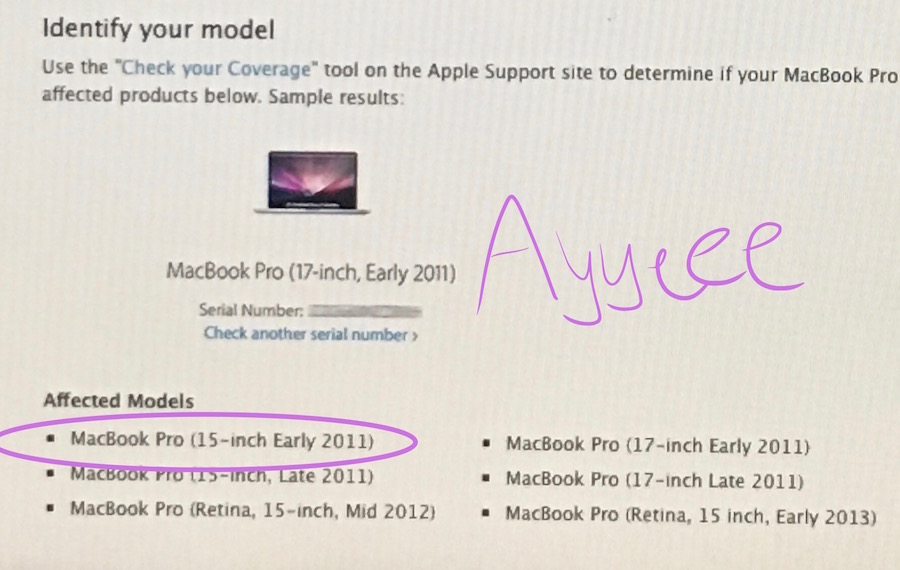 Identify your model
Use the "Check your Coverage" tool on the Apple Support site to determine if your MacBook Pro
affected products below. Sample results:
MacBook Pro (17-inch, Early 2011)
Serial Number:
Check another serial number ›
Ayyeee
Affected Models
▪ MacBook Pro (15-inch Early 2011)
▪ MacBook Pro (15-inch, Late 2011)
▪ MacBook Pro (Retina, 15-inch, Mid 2012)
▪ MacBook Pro (17-inch Early 2011)
▪ MacBook Pro (17-inch Late 2011)
▪ MacBook Pro (Retina, 15 inch, Early 2013)